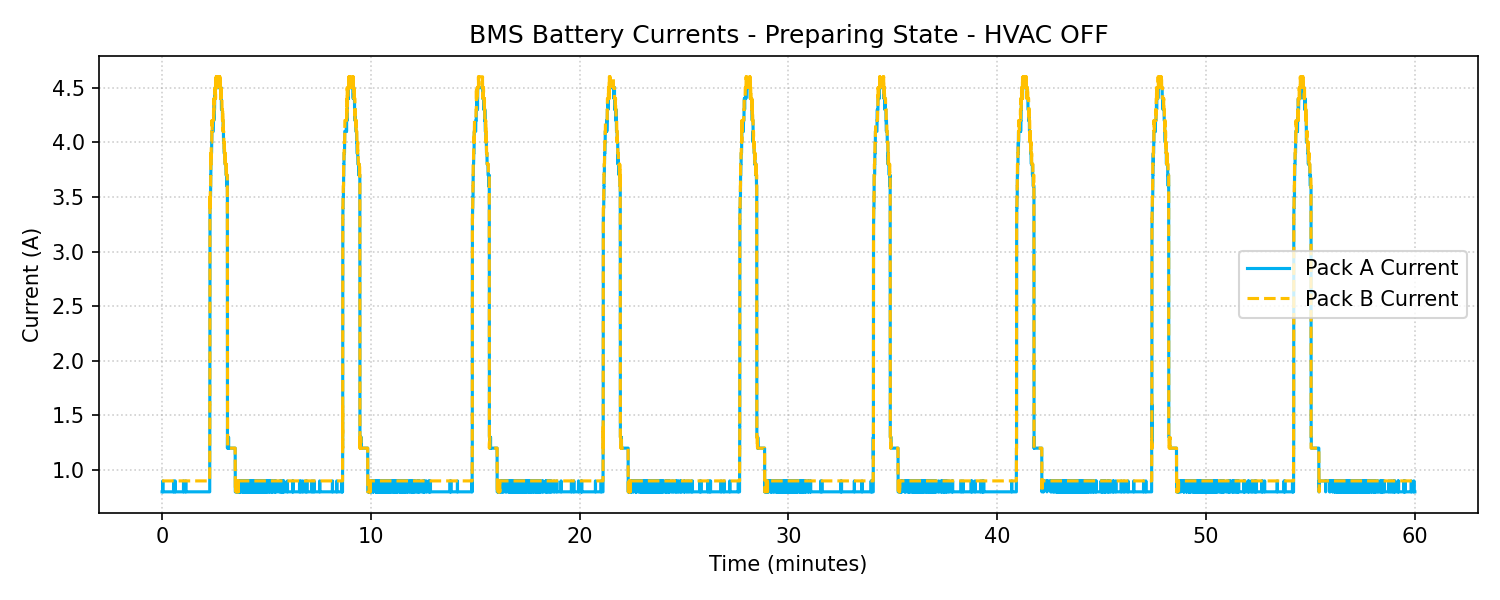 BMS Battery Currents - Preparing State - HVAC OFF
4.5
4.0
3.5
3.0
2.5
2.0
1.5
1.0
Current (A)
Pack A Current
Pack B Current
0 10 20 30 40 50 60
Time (minutes)